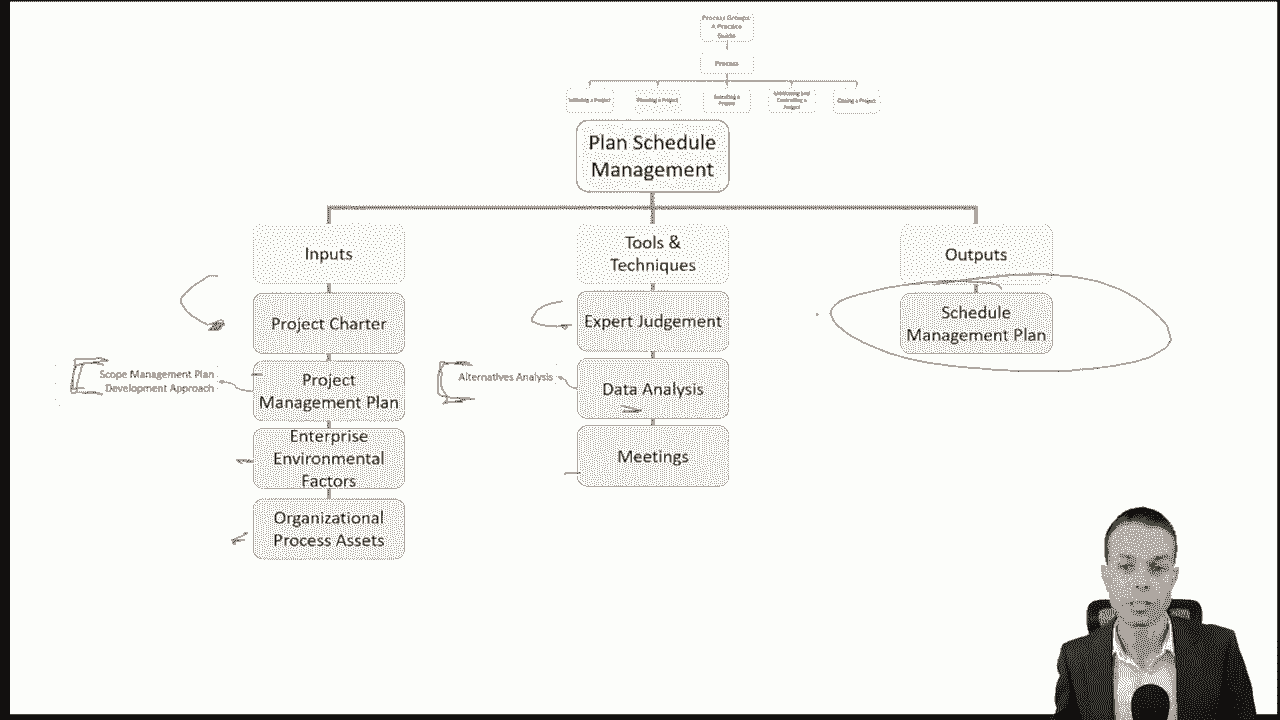 Process Groups
A Practice
Guide
Process
Initiating a Project
Planning a Project
Executing a
Project
Monitoring and
Controlling a
Project
Closing a Project
Plan Schedule
Management
Inputs
Project Charter
Scope Management Plan
Development Approach
Project
Management Plan
Enterprise
Environmental
Factors
Organizational
Process Assets
Tools &
Techniques
Expert Judgement
Alternatives Analysis
Data Analysis
Meetings
Outputs
Schedule
Management Plan